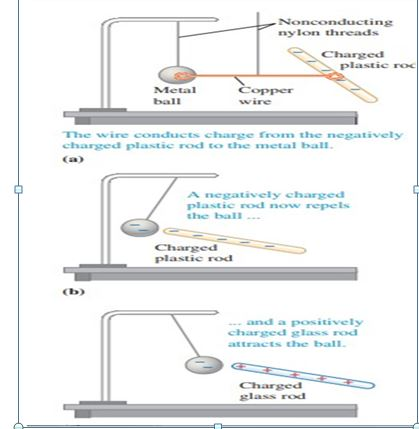 Nonconducting
nylon threads
Charged
plastic roc
Metal
ball
Copper
wire
The wire conducts charge from the negatively
charged plastic rod to the metal ball.
(a)
A negatively charged
plastic rod now repels
the ball ...
Charged
plastic rod
(b)
... and a positively
charged glass rod
attracts the ball.
Charged
glass rod